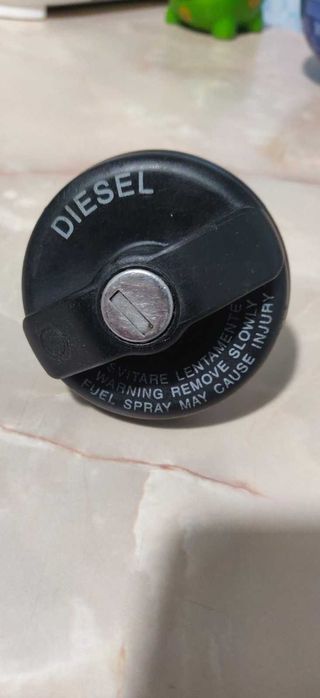 DIESEL
SVITARE LENTAMENTE
WARNING REMOVE SLOWLY
FUEL SPRAY MAY CAUSE INJURY